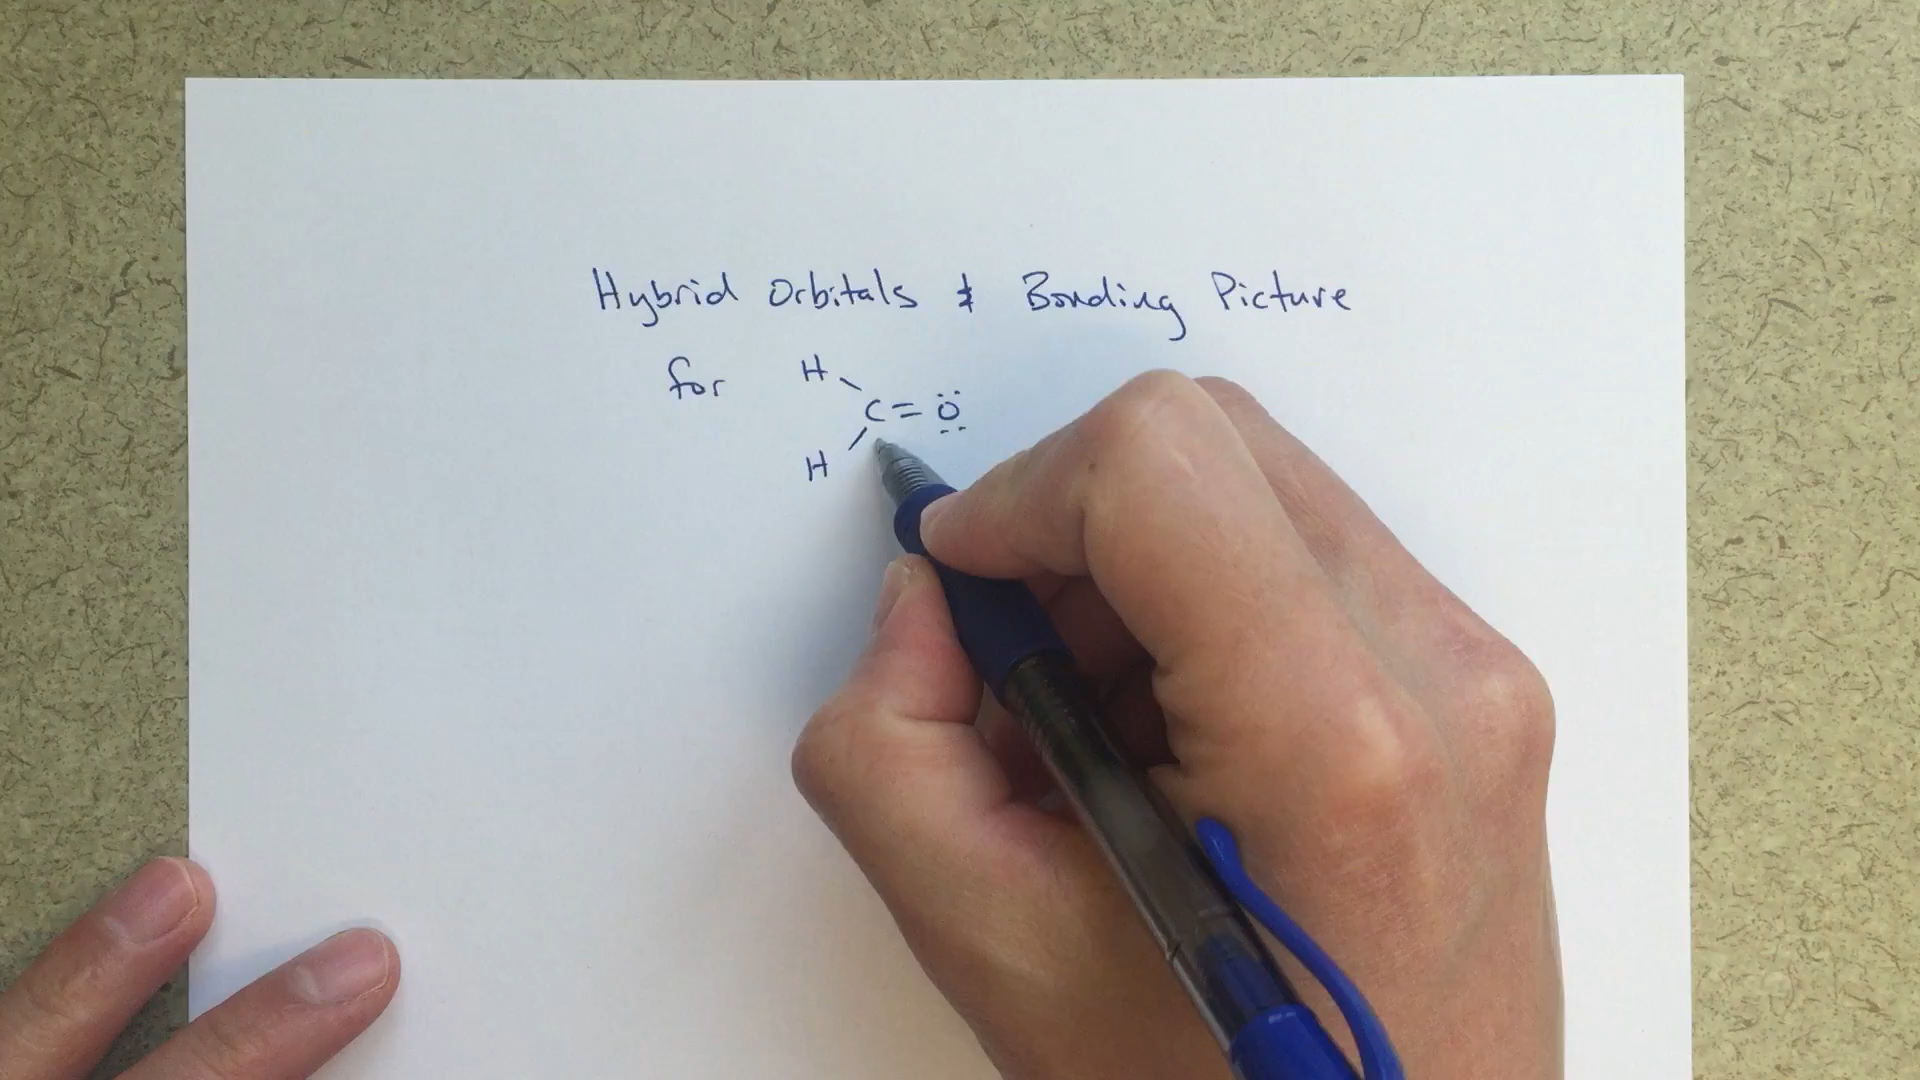 Hybrid Orbitals & Bonding Picture
for
H
C = O
H